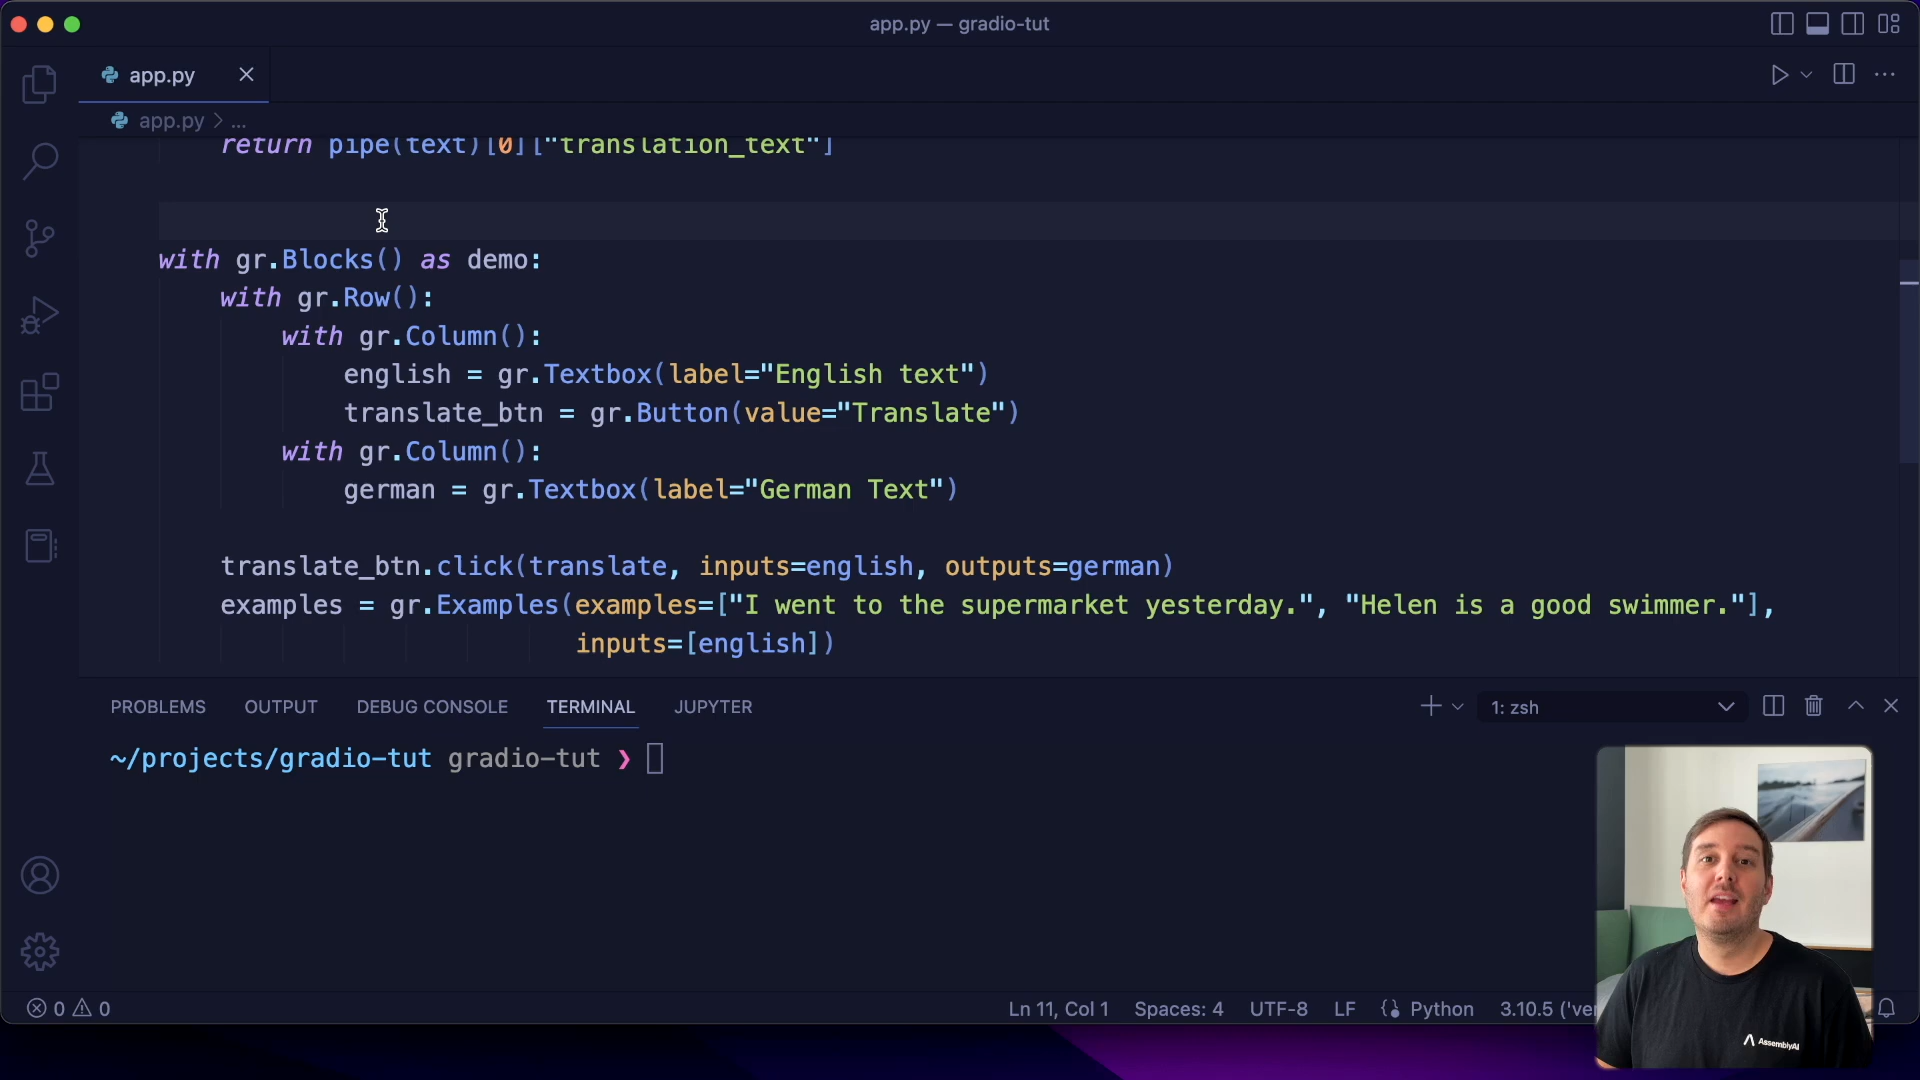 app.py — gradio-tut
app.py
app.py > ...
return pipe(text)[0]["translation_text"]
with gr.Blocks() as demo:
with gr.Row():
with gr.Column():
english = gr.Textbox(label="English text")
translate_btn = gr.Button(value="Translate")
with gr.Column():
german = gr.Textbox(label="German Text")
translate_btn.click(translate, inputs=english, outputs=german)
examples = gr.Examples(examples=["I went to the supermarket yesterday.", "Helen is a good swimmer."],
inputs=[english])
PROBLEMS OUTPUT DEBUG CONSOLE TERMINAL JUPYTER 1: zsh
~/projects/gradio-tut gradio-tut ❯
0 0 Ln 11, Col 1 Spaces: 4 UTF-8 LF Python 3.10.5 ('ver
AssemblyAI